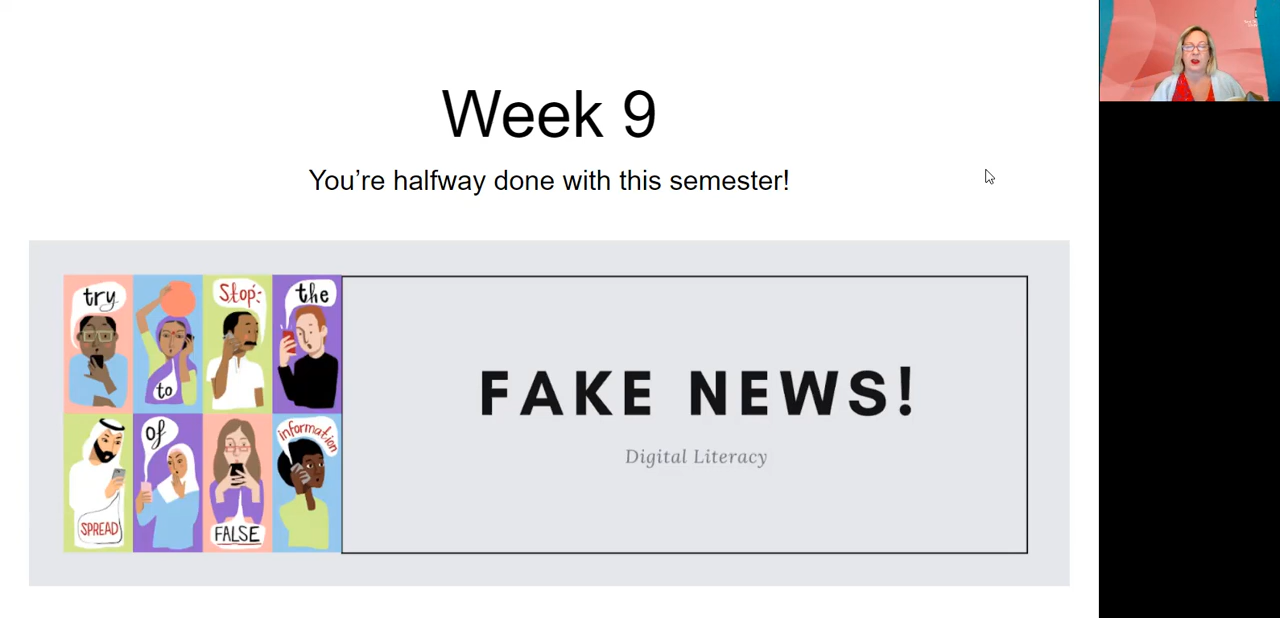 Week 9
You're halfway done with this semester!
try
to
Stop:
the
SPREAD
of
FALSE
information
FAKE NEWS!
Digital Literacy